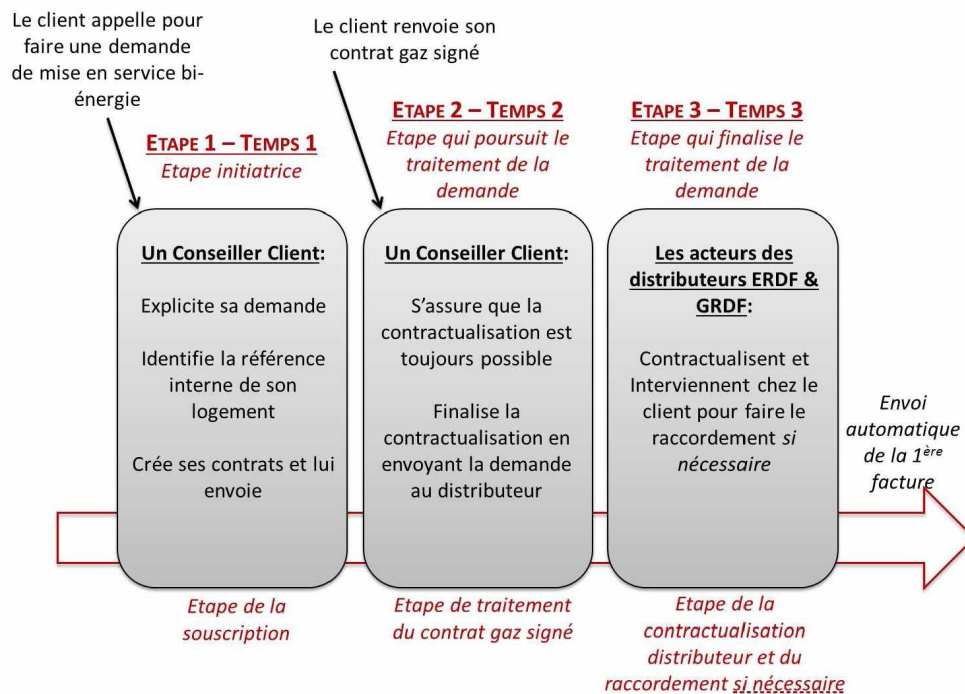 Le client appelle pour
faire une demande
de mise en service bi-
énergie
Le client renvoie son
contrat gaz signé
ETAPE 1 – TEMPS 1
Etape initiatrice
ETAPE 2 – TEMPS 2
Etape qui poursuit le
traitement de la
demande
ETAPE 3 – TEMPS 3
Etape qui finalise le
traitement de la
demande
Un Conseiller Client:
Explicite sa demande
Identifie la référence
interne de son
logement
Crée ses contrats et lui
envoie
Un Conseiller Client:
S’assure que la
contractualisation est
toujours possible
Finalise la
contractualisation en
envoyant la demande
au distributeur
Les acteurs des
distributeurs ERDF &
GRDF:
Contractualisent et
Interviennent chez le
client pour faire le
raccordement si
nécessaire
Envoi
automatique
de la 1ère
facture
Etape de la
souscription
Etape de traitement
du contrat gaz signé
Etape de la
contractualisation
distributeur et du
raccordement si nécessaire